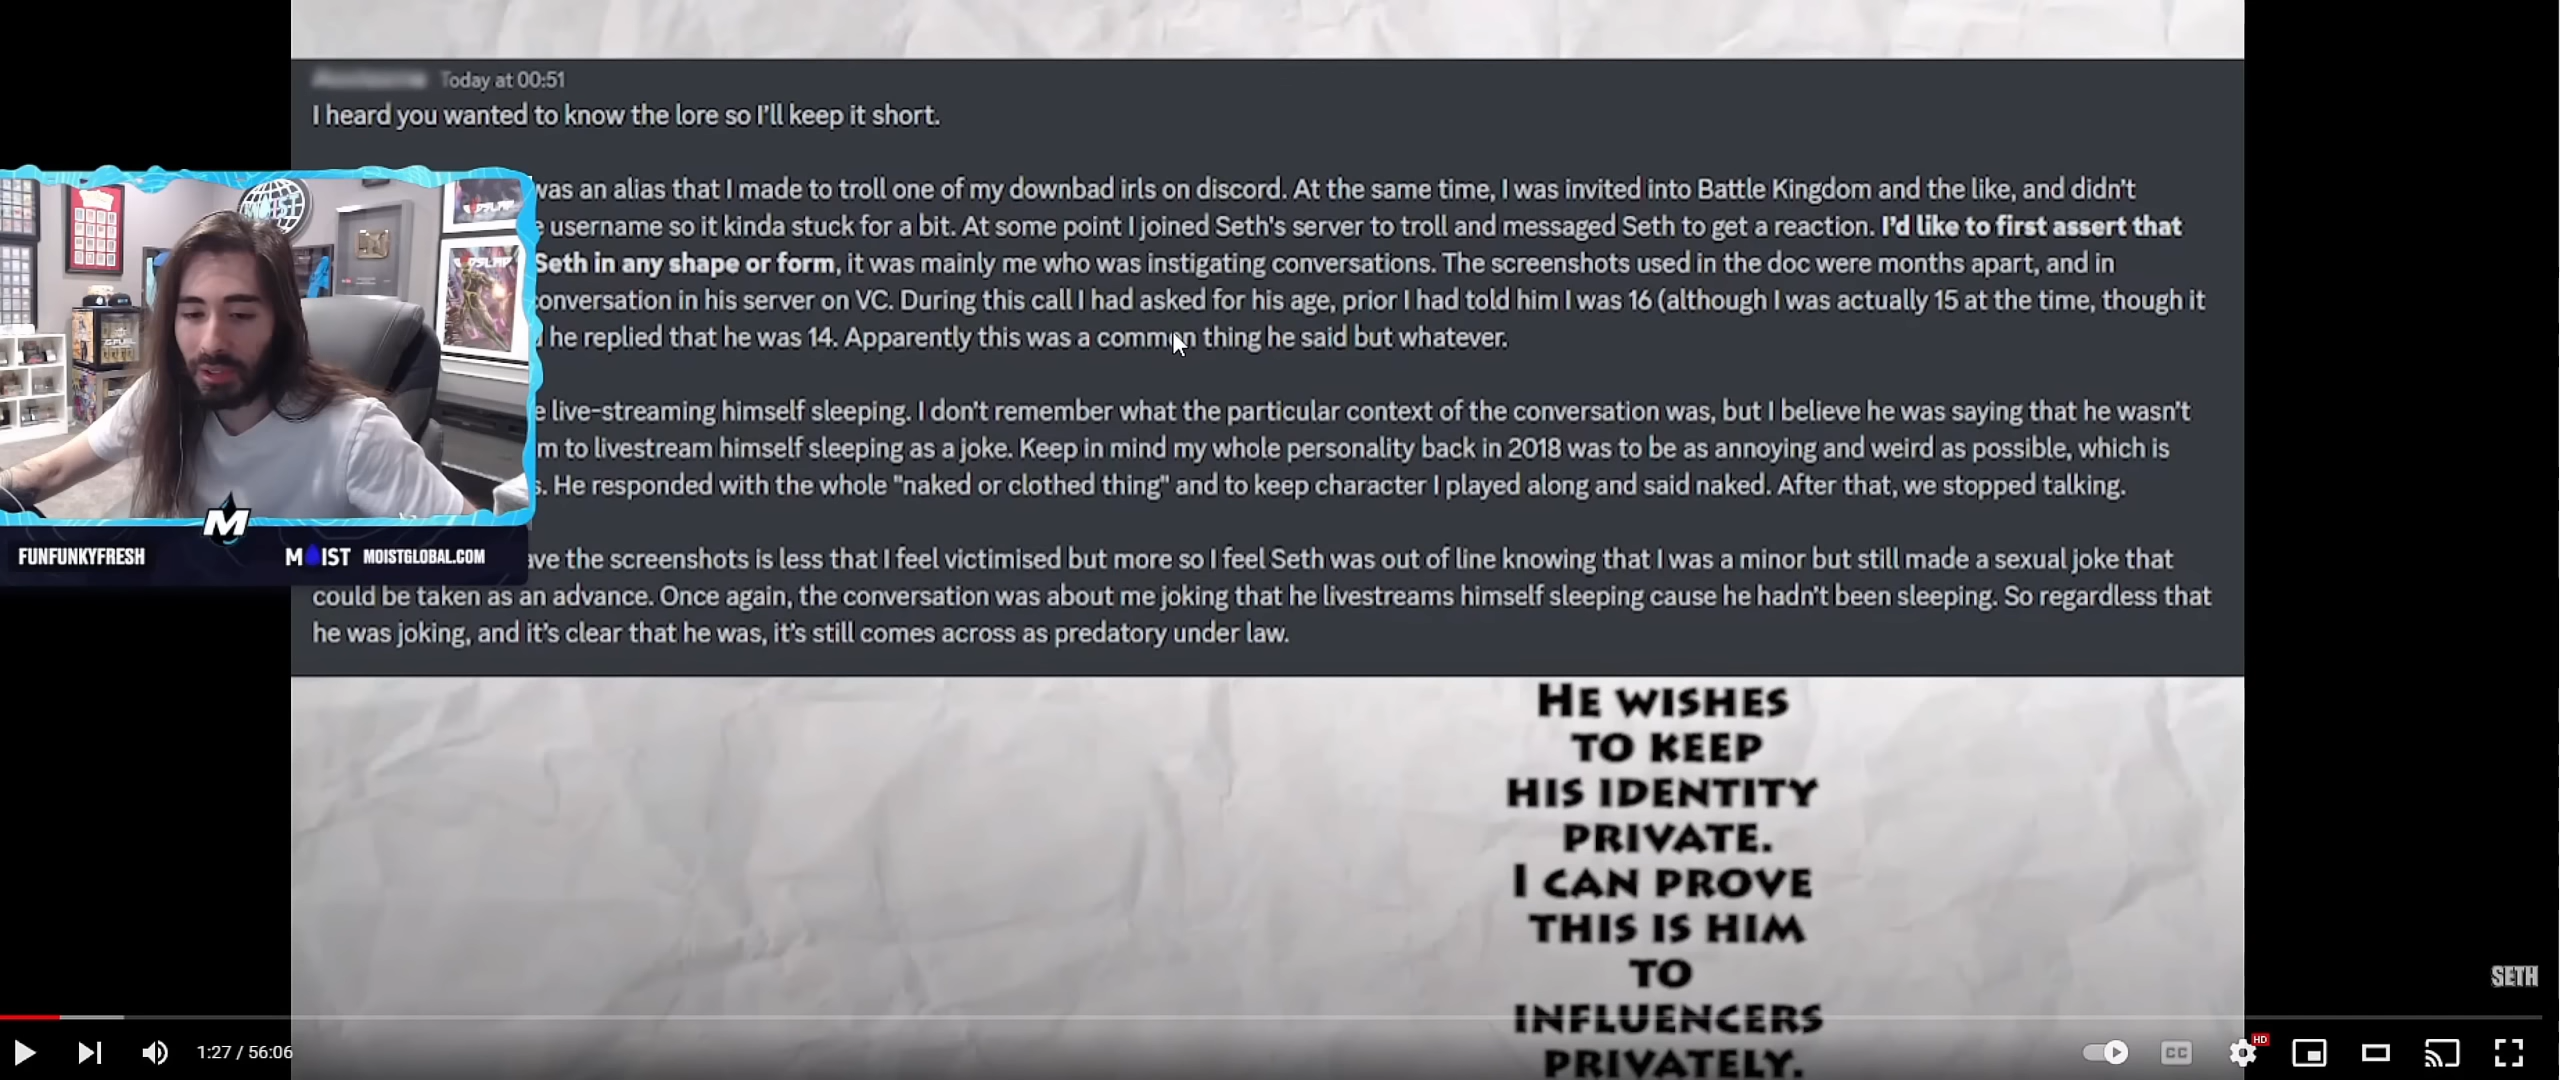 Today at 00:51
I heard you wanted to know the lore so I'll keep it short.
was an alias that I made to troll one of my downbad irls on discord. At the same time, I was invited into Battle Kingdom and the like, and didn't
username so it kinda stuck for a bit. At some point I joined Seth's server to troll and messaged Seth to get a reaction. I'd like to first assert that
Seth in any shape or form, it was mainly me who was instigating conversations. The screenshots used in the doc were months apart, and in
conversation in his server on VC. During this call I had asked for his age, prior I had told him I was 16 (although I was actually 15 at the time, though it
he replied that he was 14. Apparently this was a common thing he said but whatever.
e live-streaming himself sleeping. I don't remember what the particular context of the conversation was, but I believe he was saying that he wasn't
m to livestream himself sleeping as a joke. Keep in mind my whole personality back in 2018 was to be as annoying and weird as possible, which is
s. He responded with the whole "naked or clothed thing" and to keep character I played along and said naked. After that, we stopped talking.
ave the screenshots is less that I feel victimised but more so I feel Seth was out of line knowing that I was a minor but still made a sexual joke that
could be taken as an advance. Once again, the conversation was about me joking that he livestreams himself sleeping cause he hadn't been sleeping. So regardless that
he was joking, and it's clear that he was, it's still comes across as predatory under law.
M
FUNFUNKYFRESH
MOIST MOISTGLOBAL.COM
HE WISHES
TO KEEP
HIS IDENTITY
PRIVATE.
I CAN PROVE
THIS IS HIM
TO
INFLUENCERS
PRIVATELY.
SETH
1:27 / 56:06
CC
HD